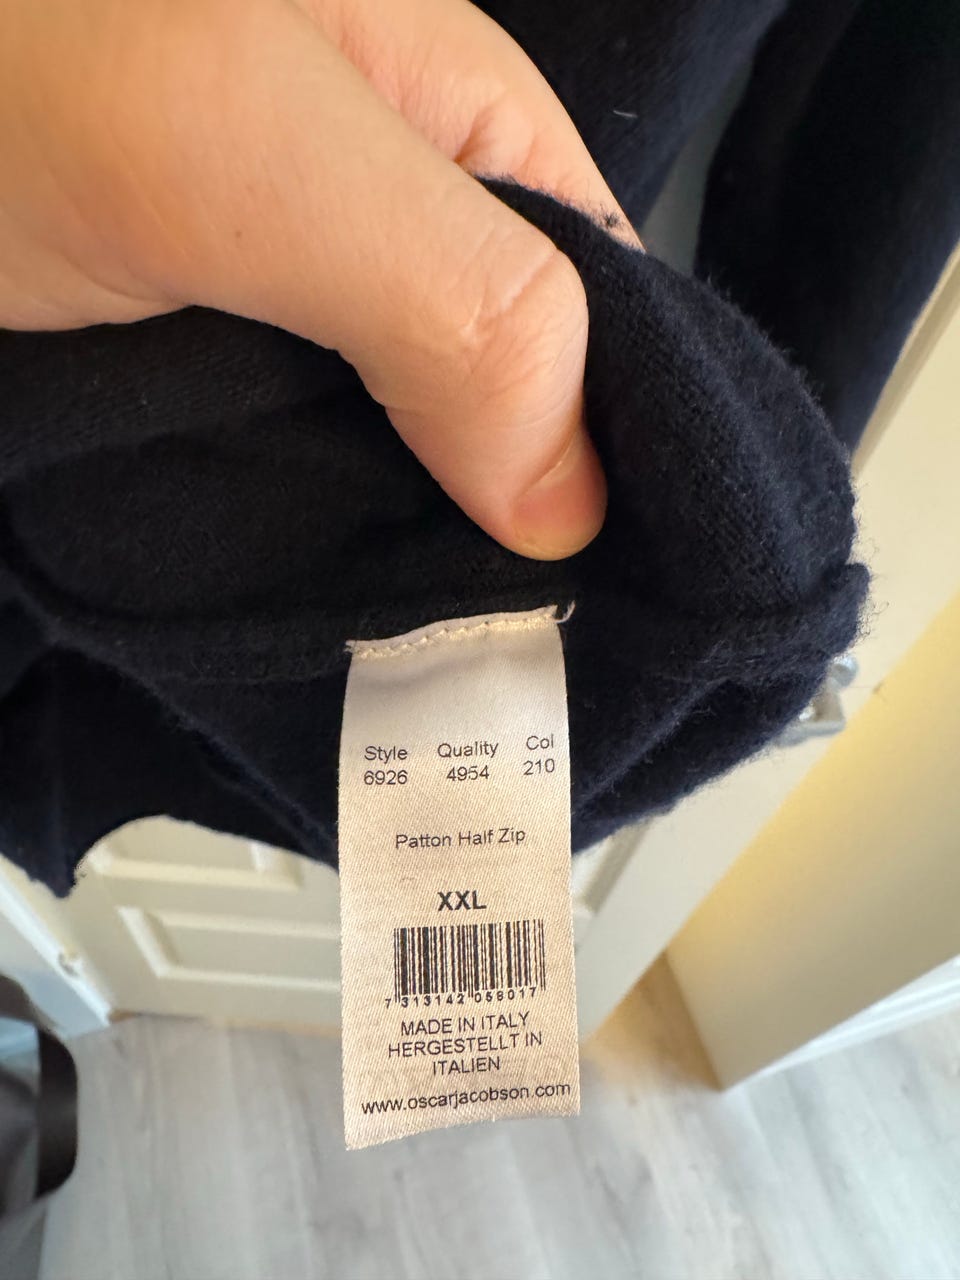 Style Quality Col
6926 4954 210
Patton Half Zip
XXL
7 313142 056017
MADE IN ITALY
HERGESTELLT IN
ITALIEN
www.oscarjacobson.com